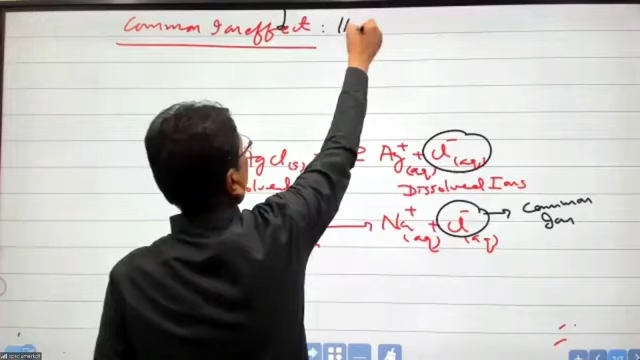 Common Ion effect :
AgCl(s) ⇌ Ag⁺(aq) + Cl⁻(aq)
Dissolved Ions
→ Na⁺(aq) + Cl⁻(aq) → Common Ion